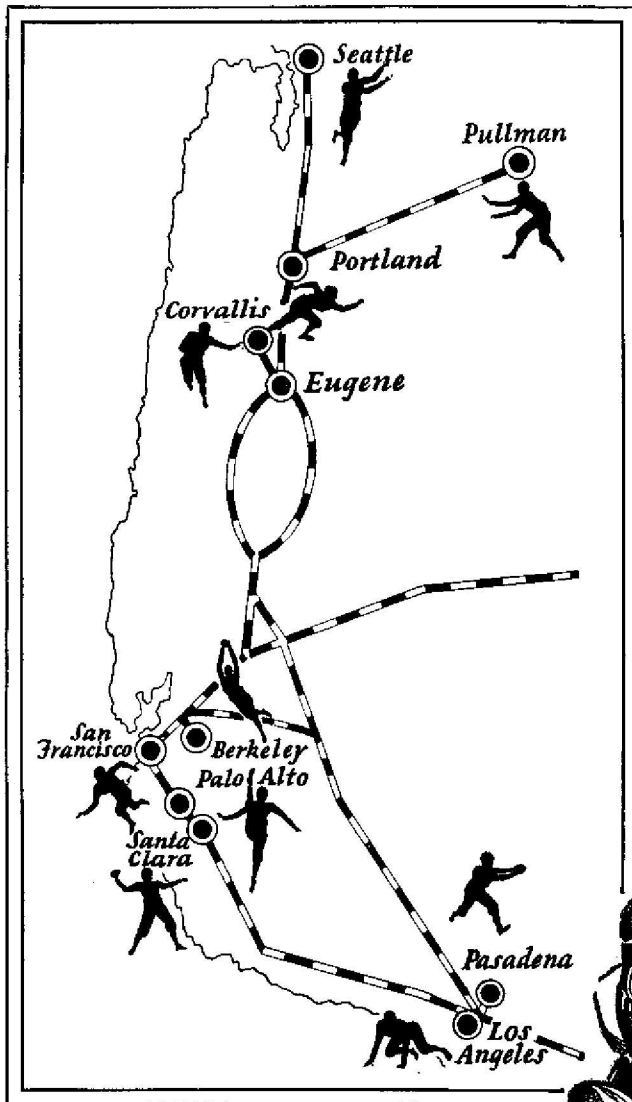 Seattle
Pullman
Portland
Corvallis
Eugene
San
Francisco
Berkeley
Palo Alto
Santa
Clara
Pasadena
Los
Angeles